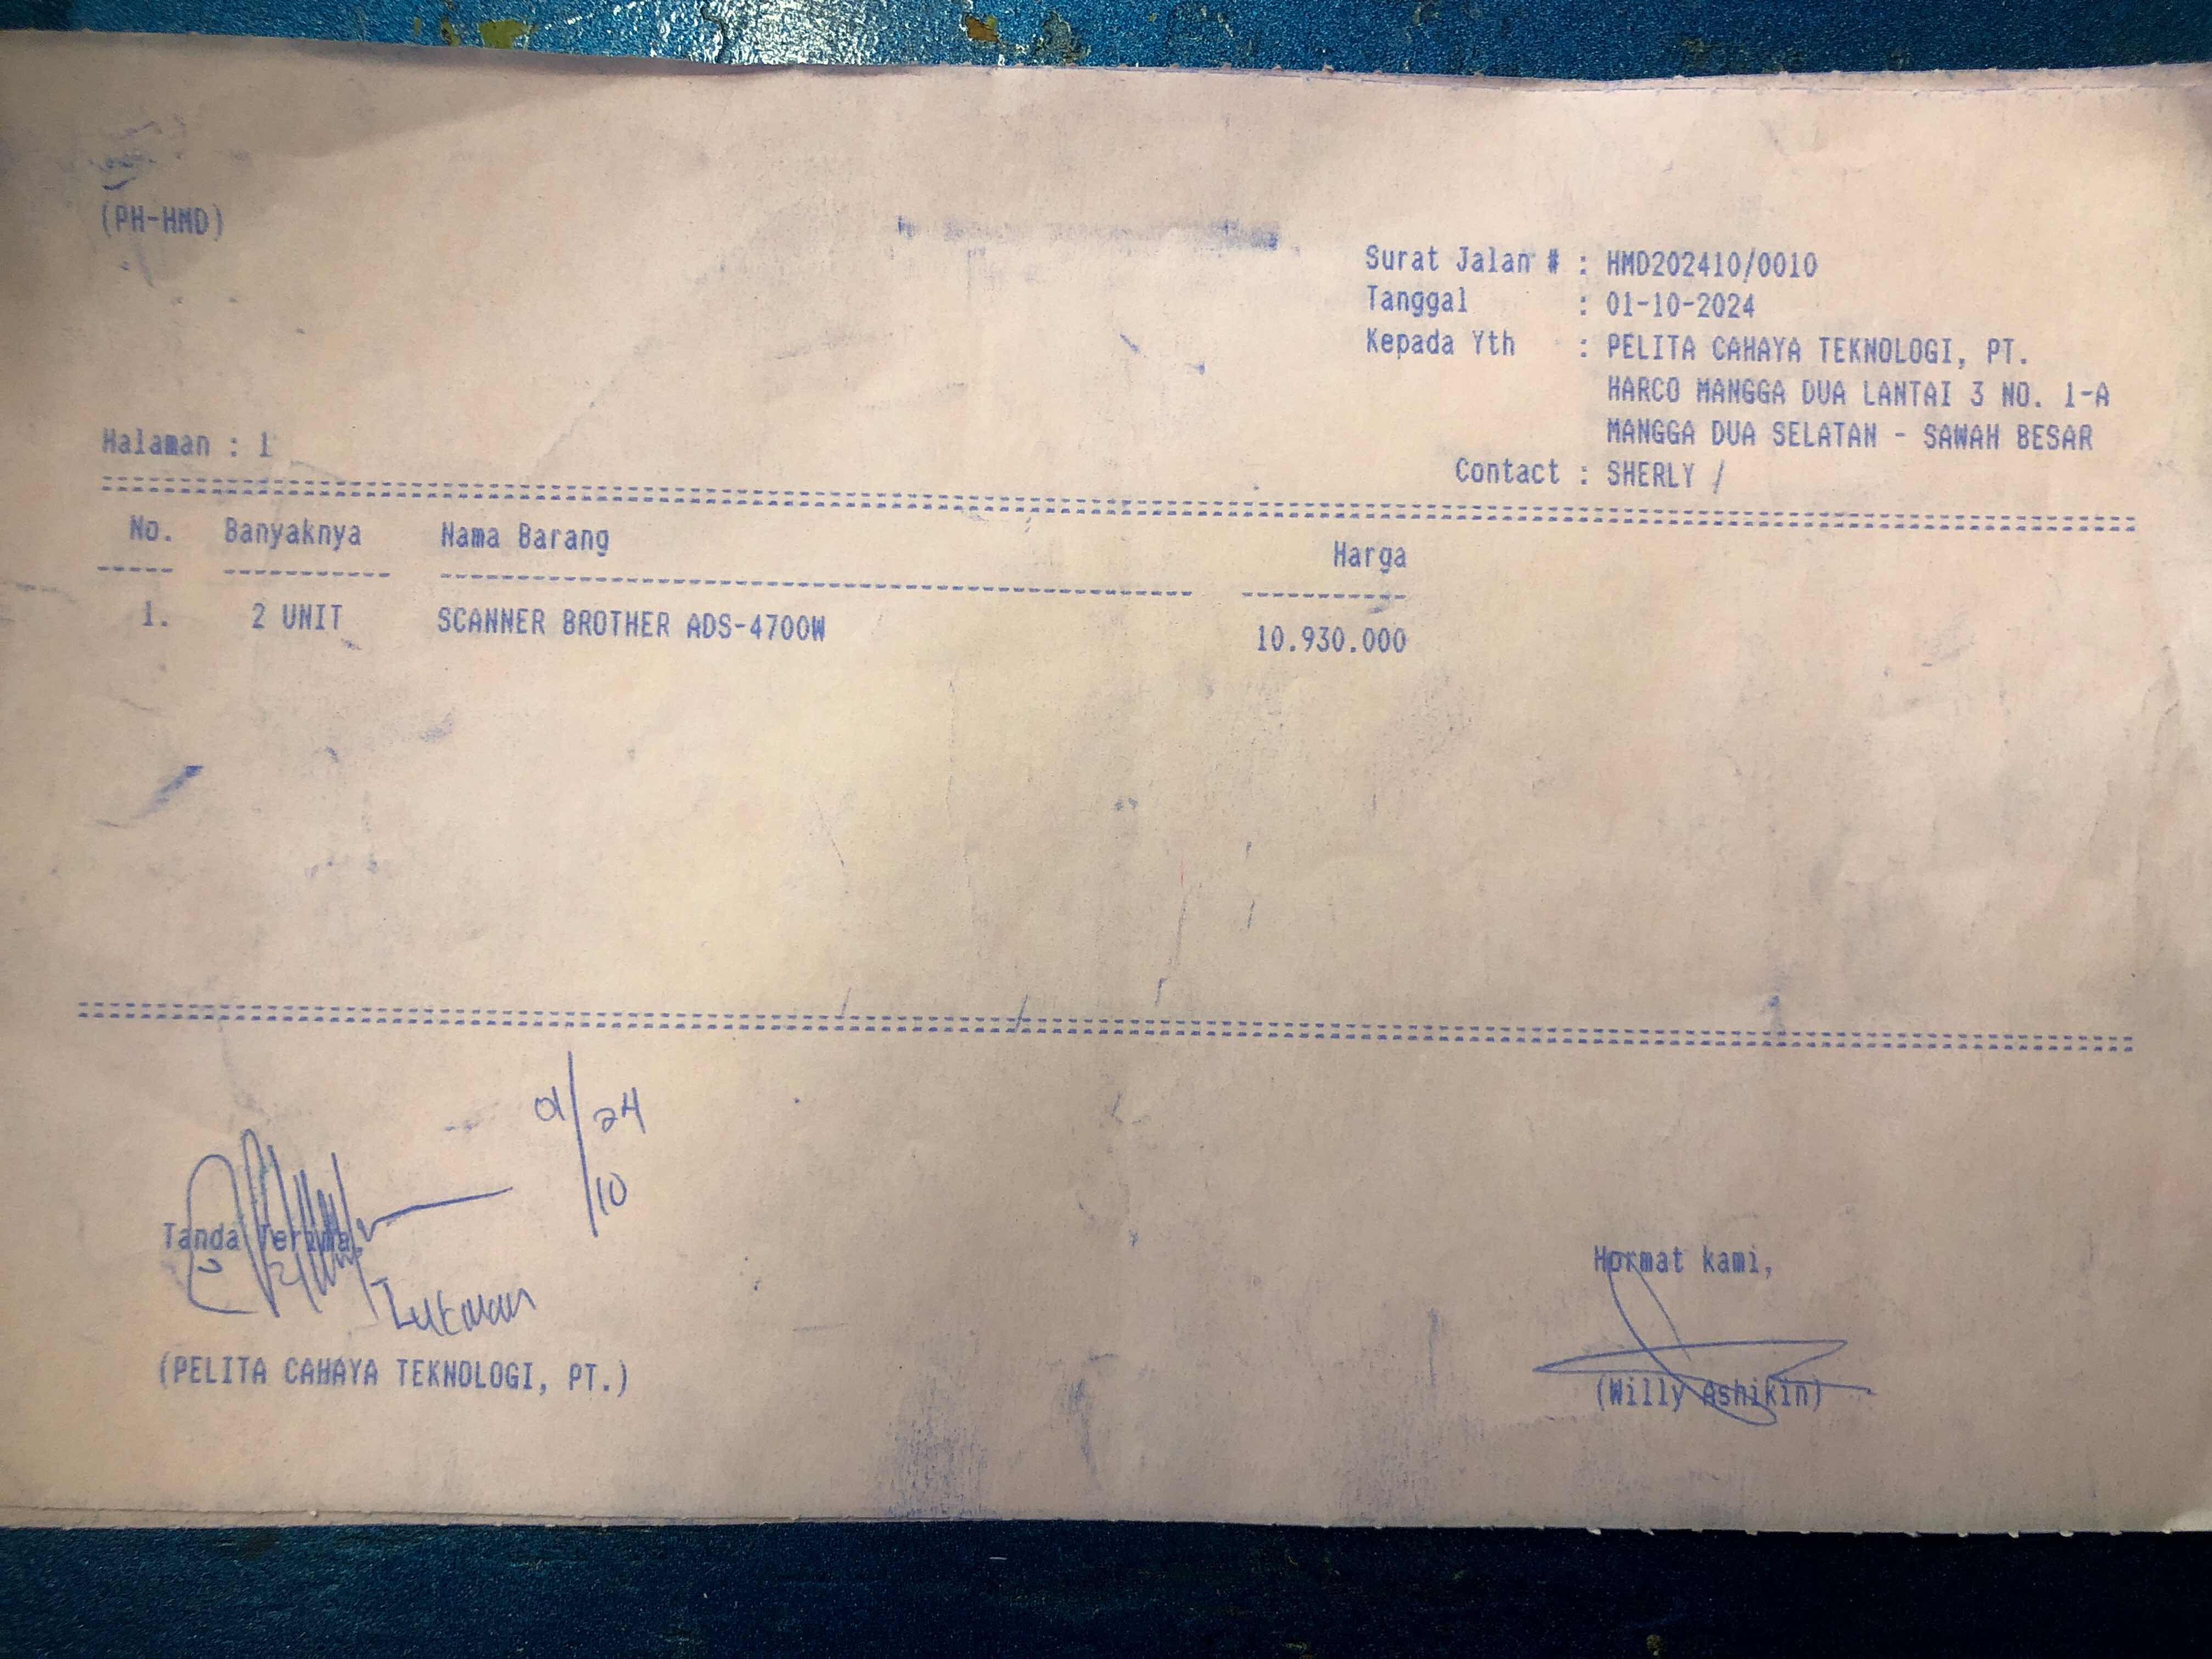 (PH-HMD)
Surat Jalan # : HMD202410/0010
Tanggal : 01-10-2024
Kepada Yth : PELITA CAHAYA TEKNOLOGI, PT.
HARCO MANGGA DUA LANTAI 3 NO. 1-A
MANGGA DUA SELATAN - SAWAH BESAR
Halaman : 1
Contact : SHERLY /
No. Banyaknya Nama Barang Harga
1. 2 UNIT SCANNER BROTHER ADS-4700W 10.930.000
01/24
/10
Tanda Terima,
Hormat kami,
(PELITA CAHAYA TEKNOLOGI, PT.)
(Willy Ashikin)